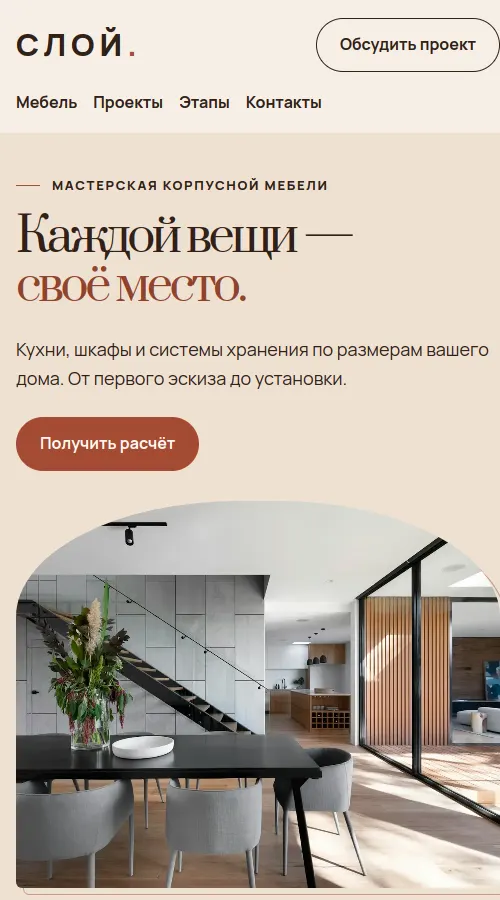 СЛОЙ.
Обсудить проект
Мебель Проекты Этапы Контакты
МАСТЕРСКАЯ КОРПУСНОЙ МЕБЕЛИ
Каждой вещи —
своё место.
Кухни, шкафы и системы хранения по размерам вашего
дома. От первого эскиза до установки.
Получить расчёт